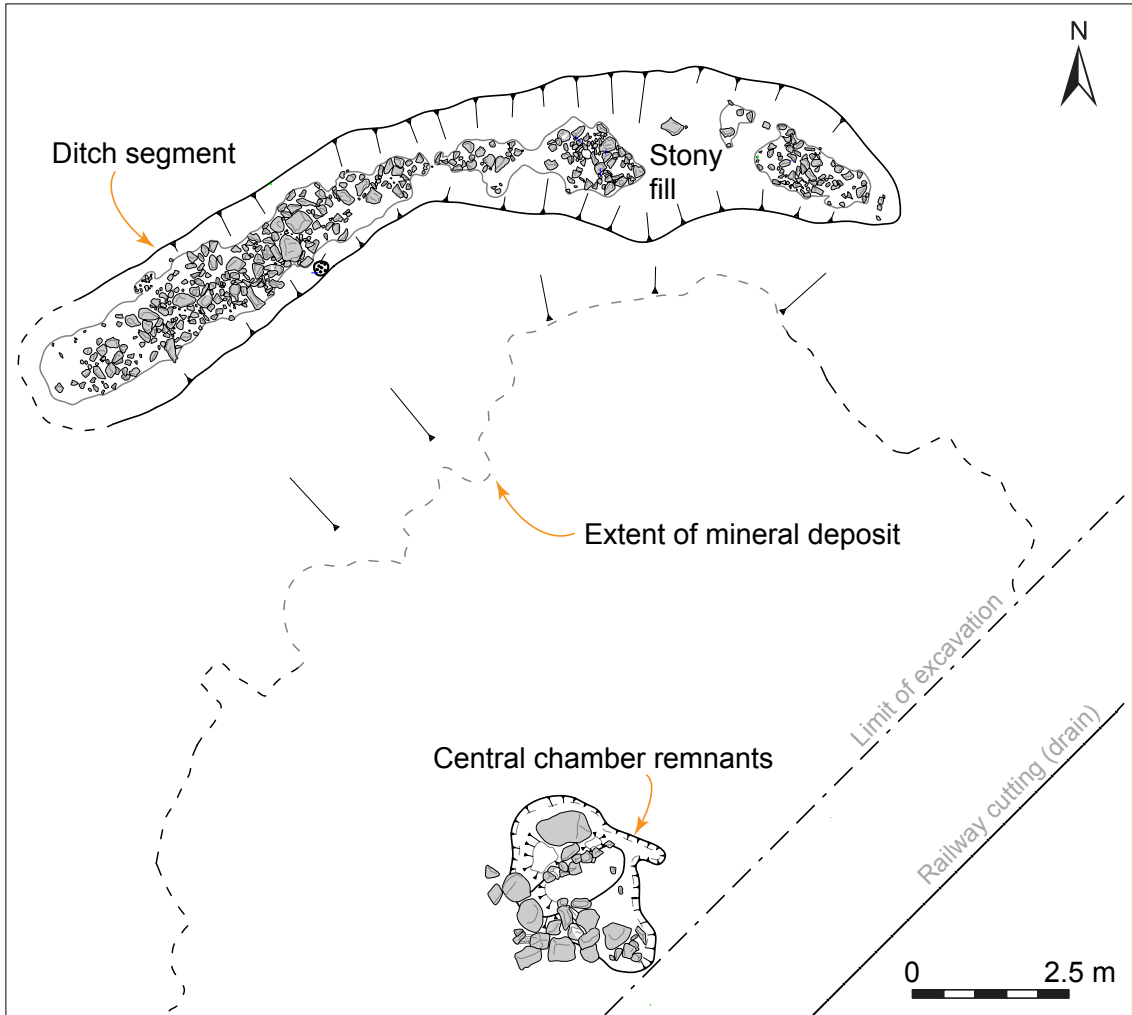 N
Ditch segment
Stony
fill
Extent of mineral deposit
Limit of excavation
Railway cutting (drain)
Central chamber remnants
0 2.5 m